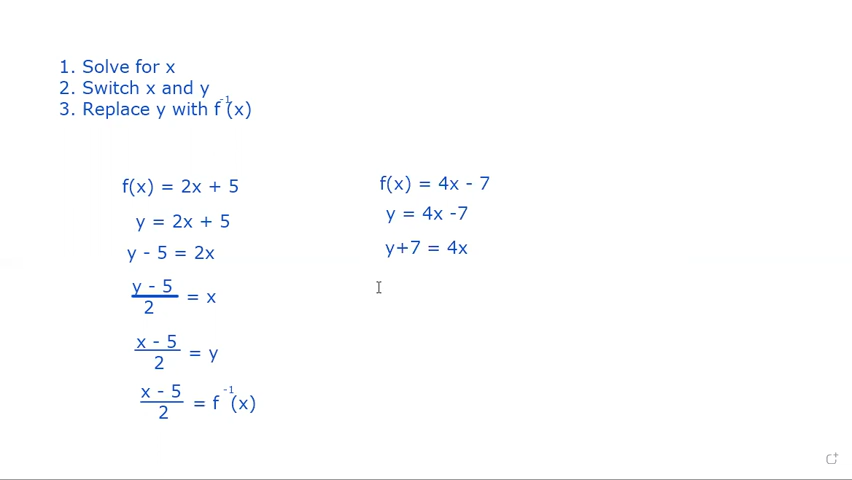 1. Solve for x
2. Switch x and y
3. Replace y with f⁻¹(x)
f(x) = 2x + 5
y = 2x + 5
y - 5 = 2x
y - 5
2
= x
x - 5
2
= y
x - 5
2
= f⁻¹(x)
f(x) = 4x - 7
y = 4x -7
y+7 = 4x